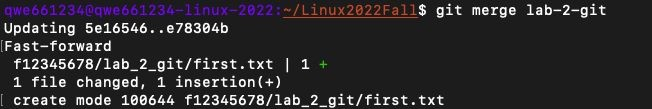 qwe661234@qwe661234-linux-2022:~/Linux2022Fall$ git merge lab-2-git
Updating 5e16546..e78304b
Fast-forward
 f12345678/lab_2_git/first.txt | 1 +
 1 file changed, 1 insertion(+)
 create mode 100644 f12345678/lab_2_git/first.txt